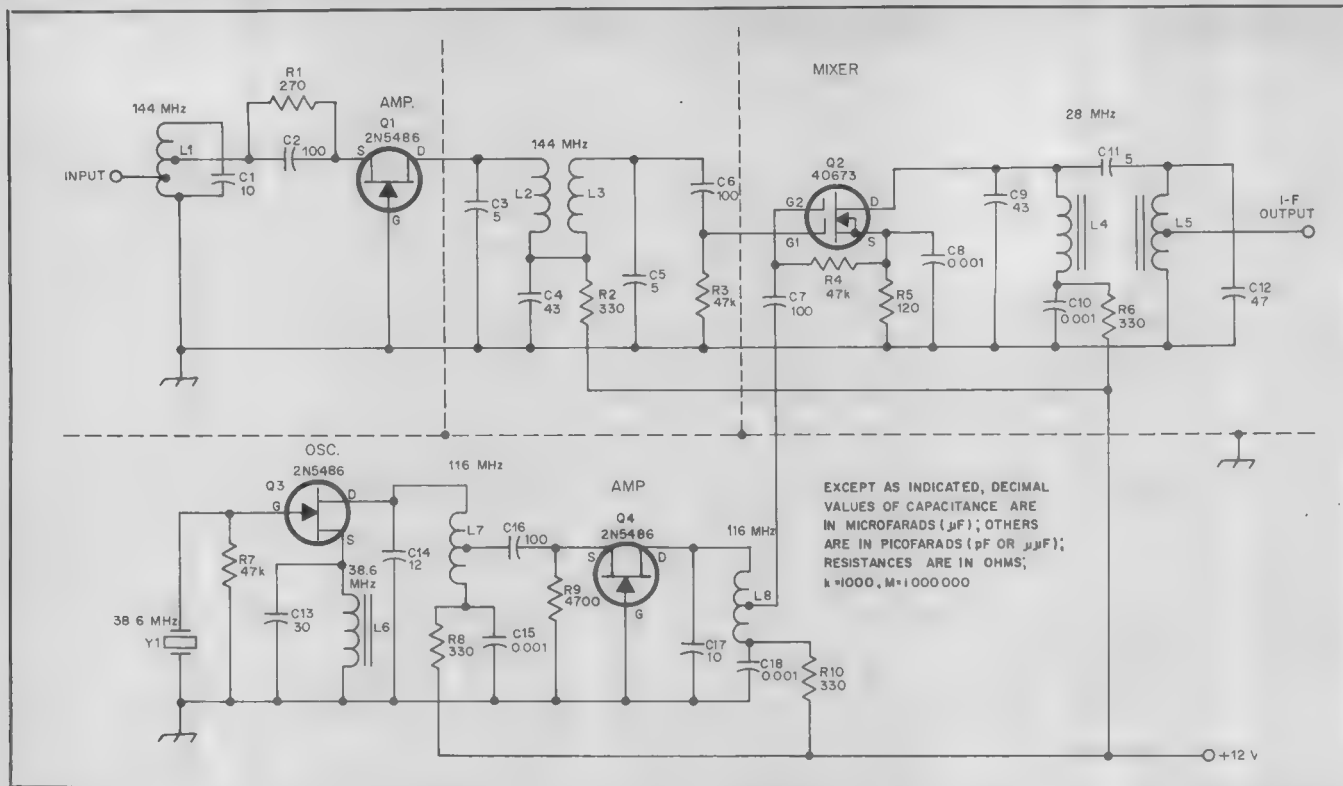 MIXER
144 MHz
R1
270
AMP.
Q1
2N5486
L1
C2
100
S
D
G
INPUT
C1
10
144 MHz
C3
5
L2
L3
C4
43
R2
330
C5
5
C6
100
R3
47k
Q2
40673
G2
D
G1
S
C7
100
R4
47k
R5
120
C8
0.001
28 MHz
C11
5
C9
43
L4
L5
C10
0.001
R6
330
C12
47
I-F
OUTPUT
OSC.
2N5486
Q3
G
D
S
116 MHz
R7
47k
38.6 MHz
Y1
C13
30
38.6
MHz
L6
C14
12
L7
R8
330
C15
0.001
C16
100
AMP
Q4
2N5486
S
D
G
R9
4700
C17
10
116 MHz
L8
C18
0.001
R10
330
EXCEPT AS INDICATED, DECIMAL
VALUES OF CAPACITANCE ARE
IN MICROFARADS (µF); OTHERS
ARE IN PICOFARADS (pF OR µµF);
RESISTANCES ARE IN OHMS;
k=1000, M=1000000
+12 V